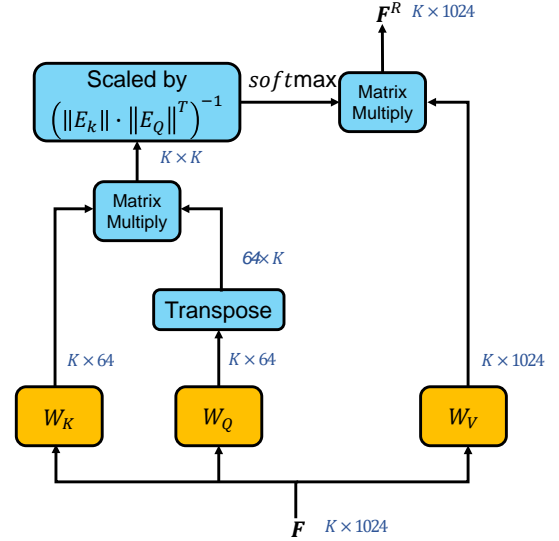 F^R K × 1024
Scaled by
(‖E_k‖ · ‖E_Q‖^T)^{-1}
softmax
Matrix
Multiply
K × K
Matrix
Multiply
64× K
Transpose
K × 64
K × 64
K × 1024
W_K
W_Q
W_V
F K × 1024